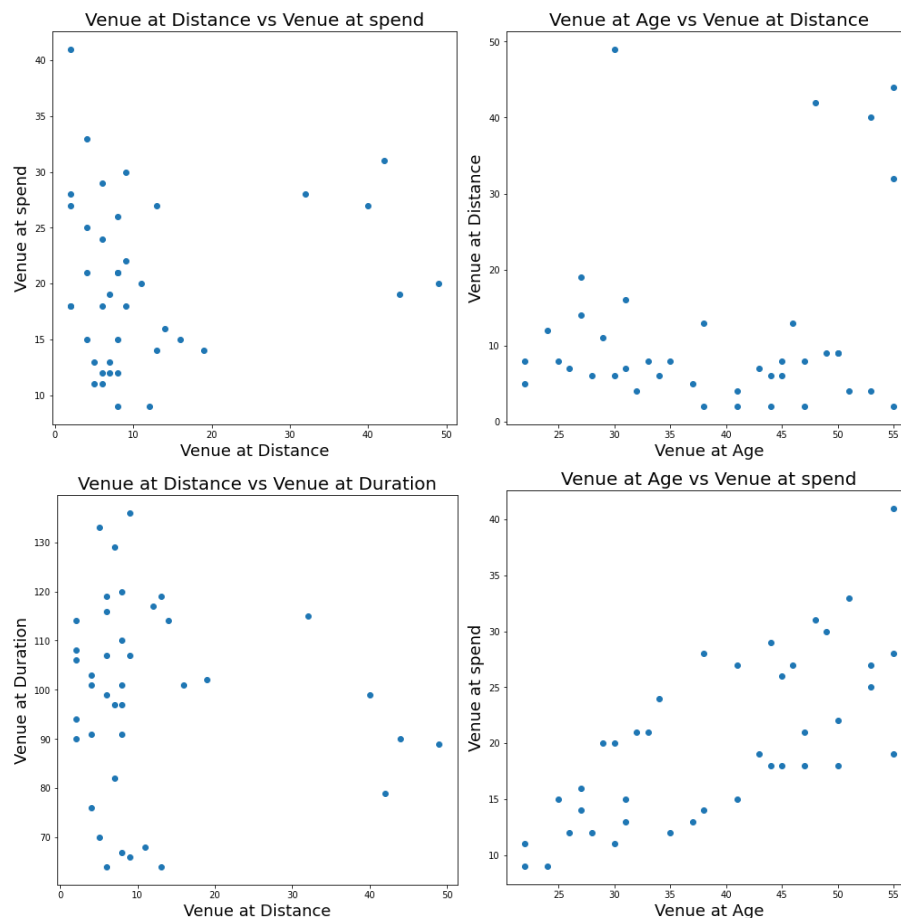 Venue at Distance vs Venue at spend
40
35
30
25
20
15
10
Venue at spend
0 10 20 30 40 50
Venue at Distance
Venue at Age vs Venue at Distance
50
40
30
20
10
0
Venue at Distance
25 30 35 40 45 50 55
Venue at Age
Venue at Distance vs Venue at Duration
130
120
110
100
90
80
70
Venue at Duration
0 10 20 30 40 50
Venue at Distance
Venue at Age vs Venue at spend
40
35
30
25
20
15
10
Venue at spend
25 30 35 40 45 50 55
Venue at Age